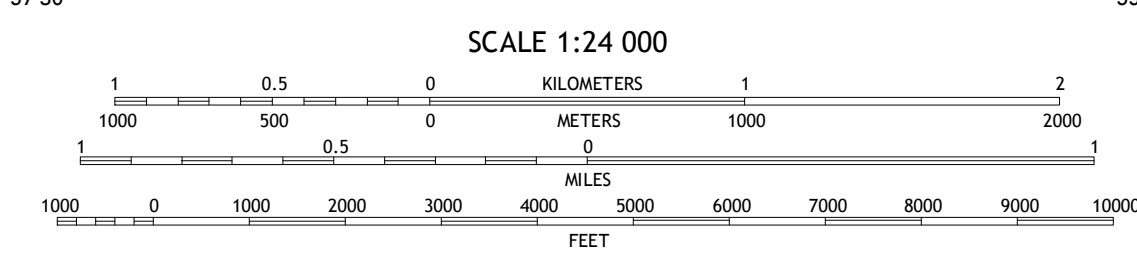 SCALE 1:24 000
1 0.5 0 KILOMETERS 1 2
1000 500 0 METERS 1000 2000
1 0.5 0 1
MILES
1000 0 1000 2000 3000 4000 5000 6000 7000 8000 9000 10000
FEET